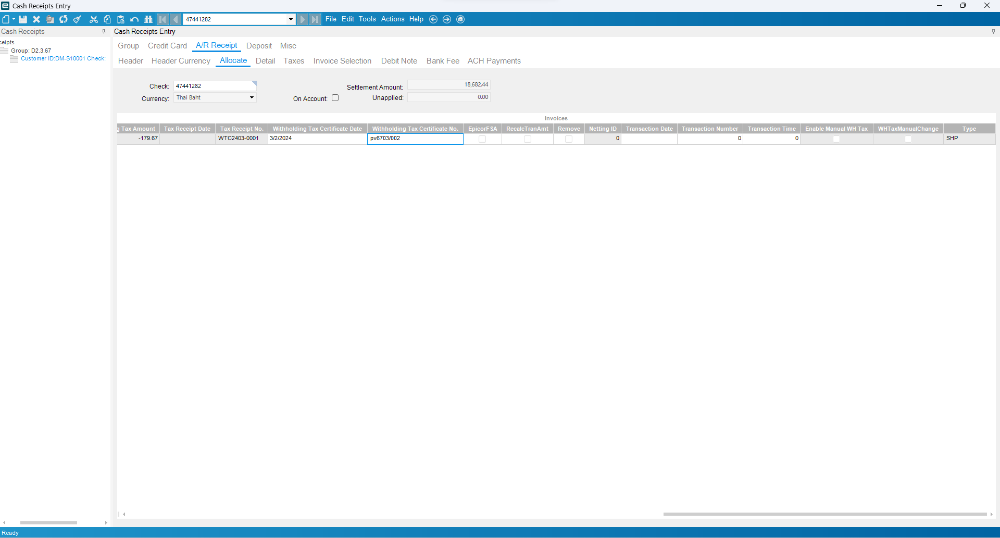 Cash Receipts Entry
47441282 File Edit Tools Actions Help
Cash Receipts
ceipts
Group: D2.3.67
Customer ID:DM-S10001 Check:
Cash Receipts Entry
Group Credit Card A/R Receipt Deposit Misc
Header Header Currency Allocate Detail Taxes Invoice Selection Debit Note Bank Fee ACH Payments
Check: 47441282 Settlement Amount: 18,682.44
Currency: Thai Baht On Account: Unapplied: 0.00
Invoices
g Tax Amount Tax Receipt Date Tax Receipt No. Withholding Tax Certificate Date Withholding Tax Certificate No. EpicorFSA RecalcTranAmt Remove Netting ID Transaction Date Transaction Number Transaction Time Enable Manual WH Tax WHTaxManualChange Type
-179.67 WTC2403-0001 3/2/2024 pv6703/002 0 0 0 SHP
Ready